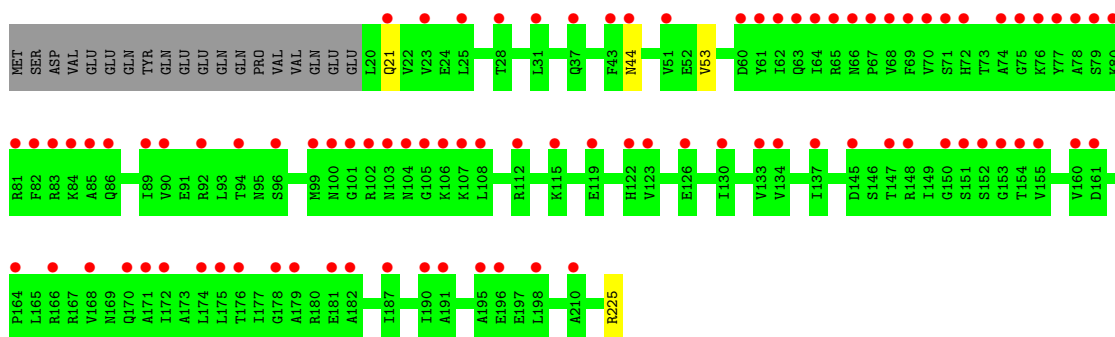 MET SER ASP VAL GLU GLU GLN TYR GLN GLU GLU GLN GLN PRO VAL VAL GLN GLU GLU L20 Q21 V22 V23 E24 L25 T28 L31 Q37 F43 N44 V51 E52 V53 D60 Y61 I62 Q63 I64 R65 N66 P67 V68 F69 V70 S71 H72 T73 A74 G75 K76 Y77 A78 S79 K80
R81 F82 R83 K84 A85 Q86 I89 V90 E91 R92 L93 T94 N95 S96 M99 N100 G101 R102 N103 N104 G105 K106 K107 L108 R112 K115 E119 H122 V123 E126 I130 V133 V134 I137 D145 S146 T147 R148 I149 G150 S151 S152 G153 T154 V155 V160 D161
P164 L165 R166 R167 V168 N169 Q170 A171 I172 A173 L174 L175 T176 I177 G178 A179 R180 E181 A182 I187 I190 A191 A195 E196 E197 L198 A210 R225